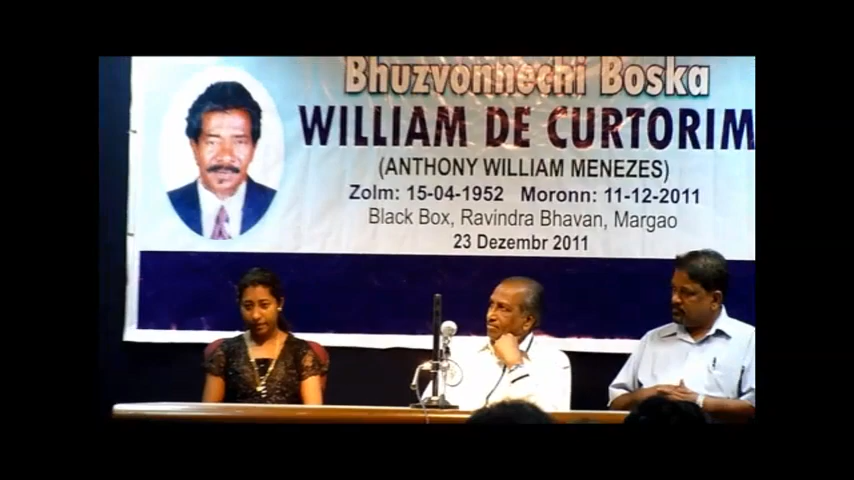 Bhuzvonnechi Boska
WILLIAM DE CURTORIM
(ANTHONY WILLIAM MENEZES)
Zolm: 15-04-1952 Moronn: 11-12-2011
Black Box, Ravindra Bhavan, Margao
23 Dezembr 2011